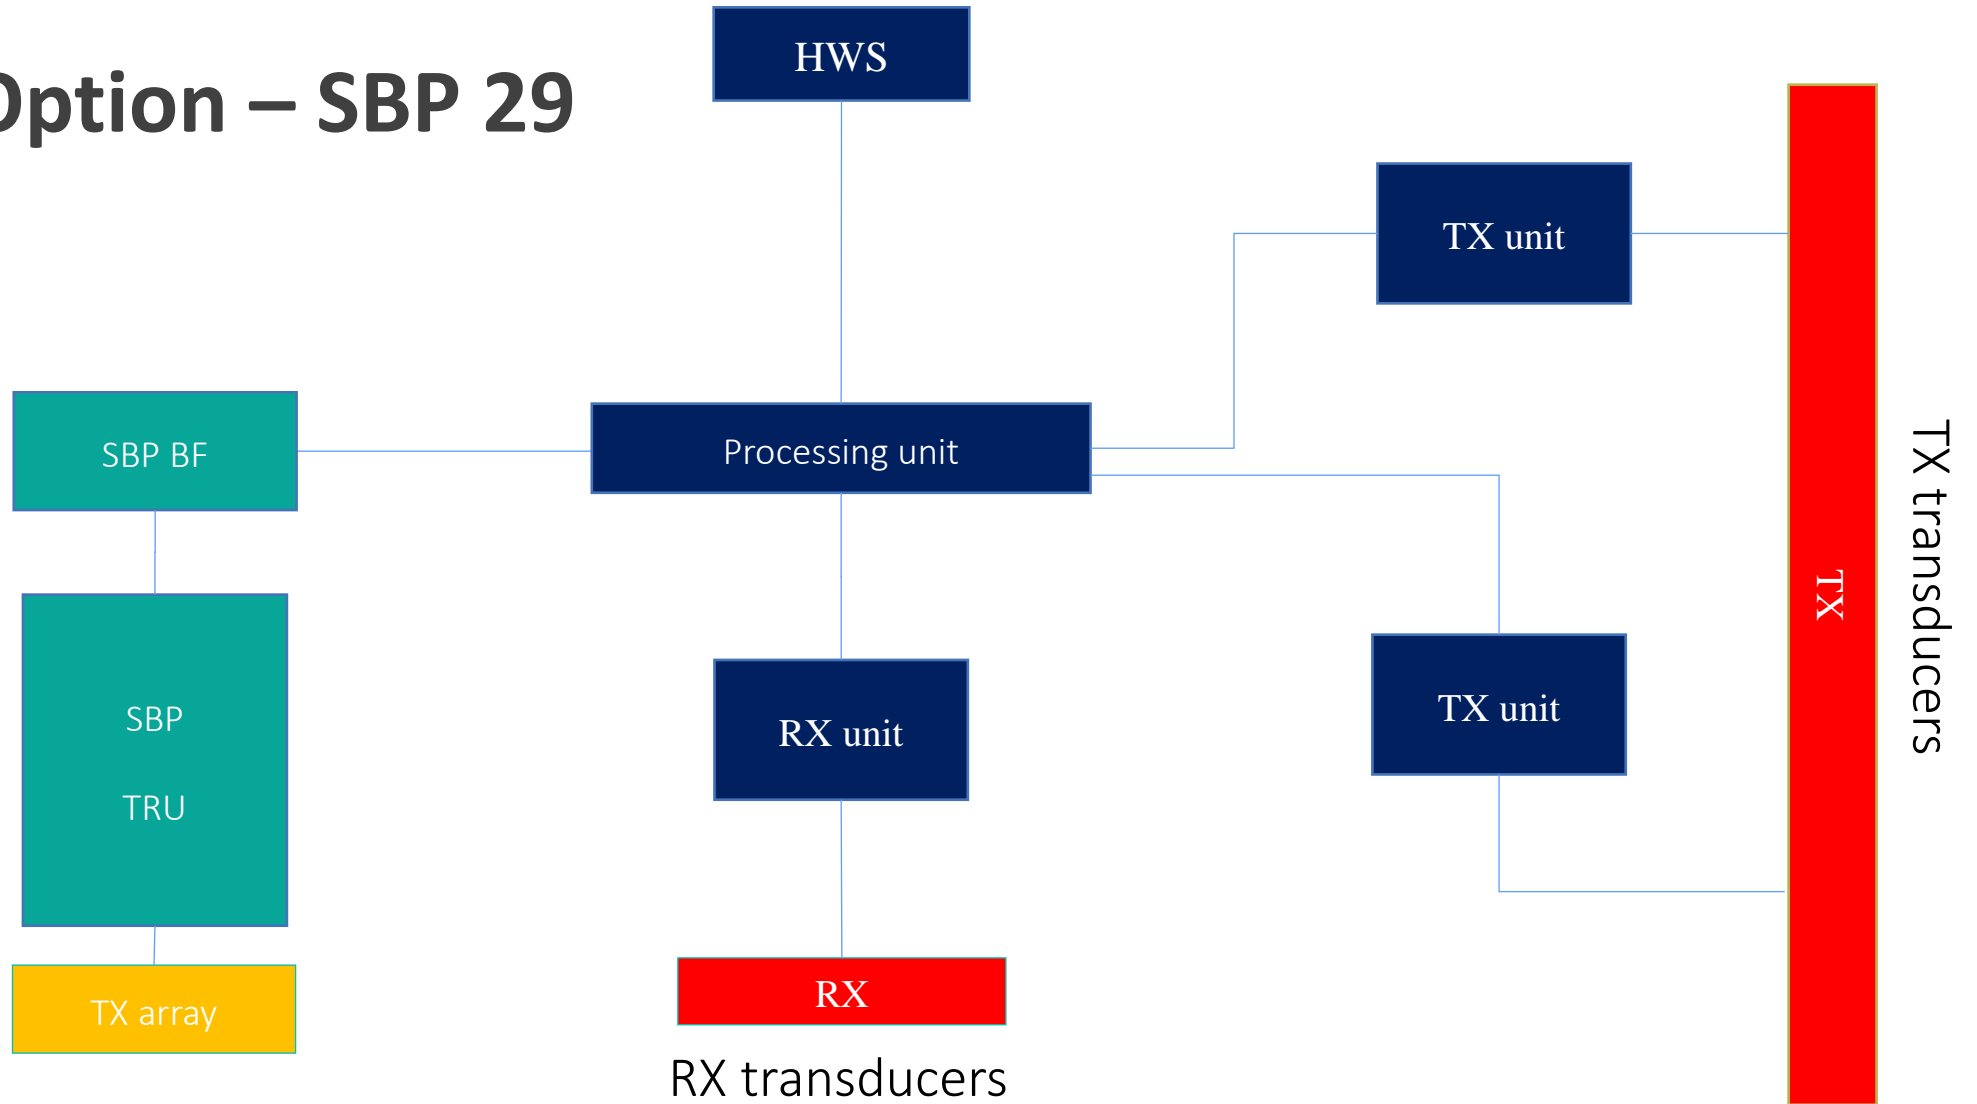 Option – SBP 29
HWS
TX unit
SBP BF
Processing unit
TX transducers
TX
SBP
TRU
RX unit
TX unit
TX array
RX
RX transducers